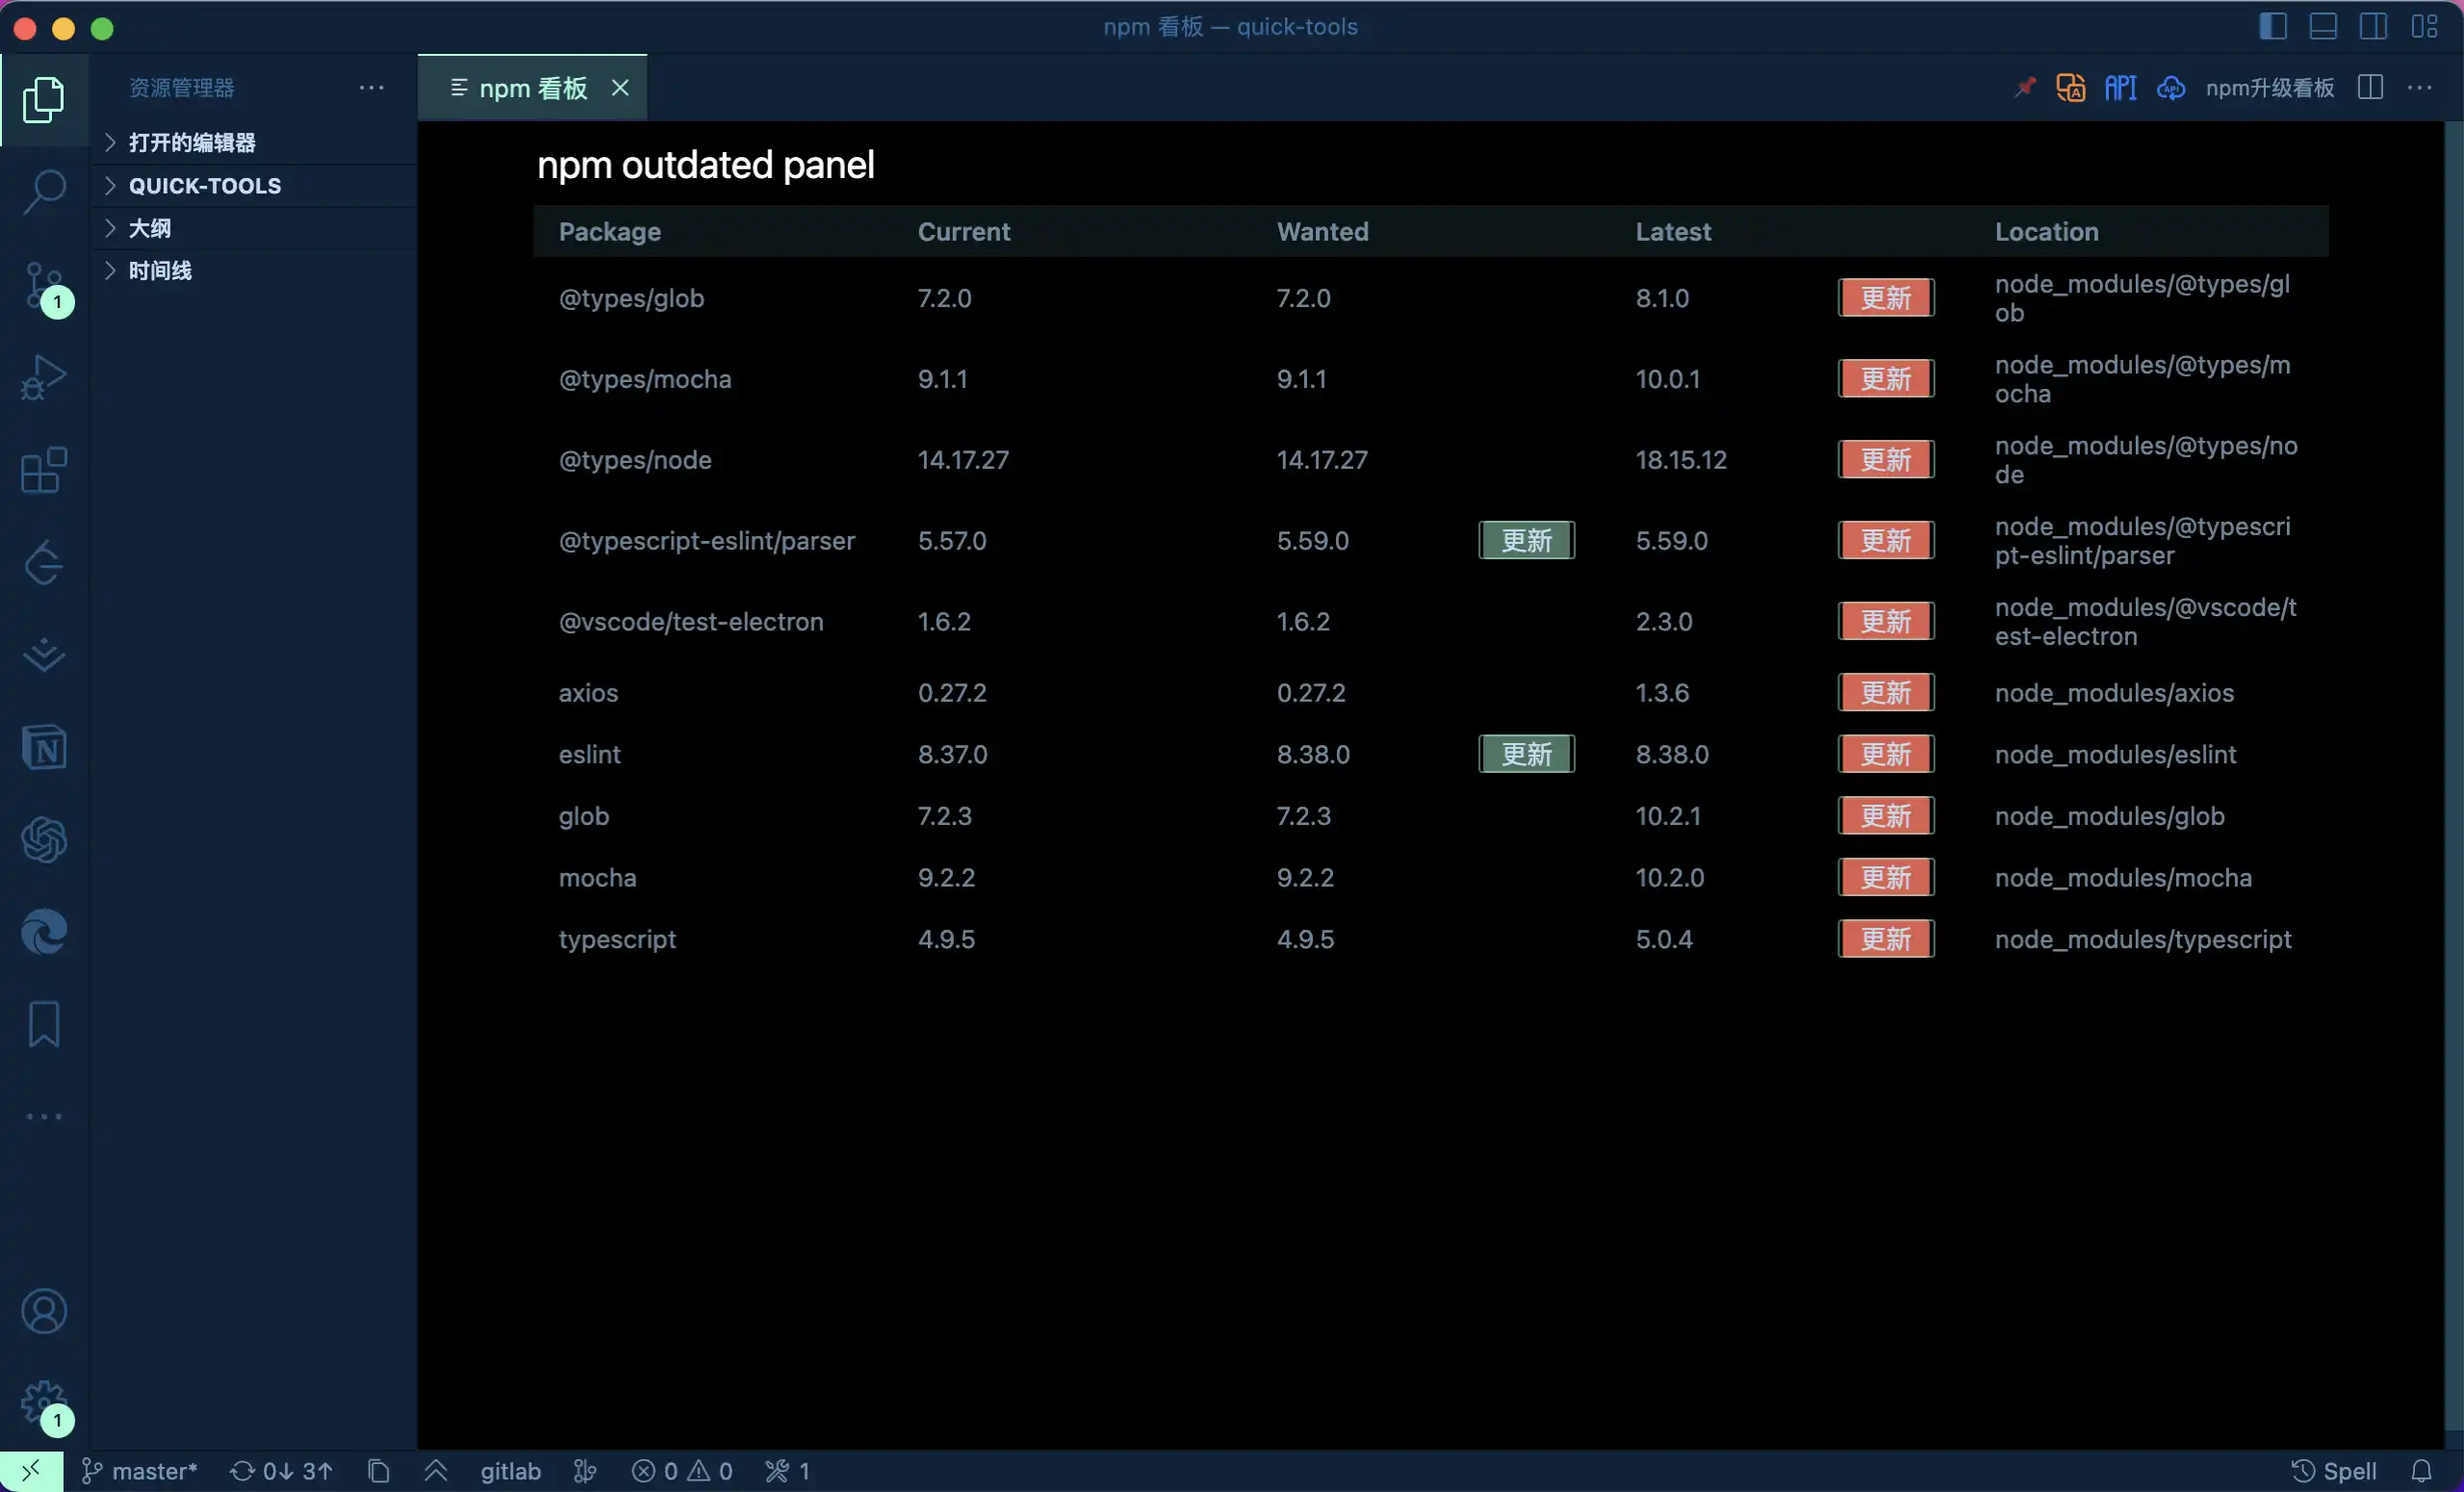 npm 看板 — quick-tools
资源管理器
npm 看板
API
npm升级看板
打开的编辑器
QUICK-TOOLS
大纲
时间线
npm outdated panel
Package Current Wanted Latest Location
@types/glob 7.2.0 7.2.0 8.1.0 更新 node_modules/@types/gl
ob
@types/mocha 9.1.1 9.1.1 10.0.1 更新 node_modules/@types/m
ocha
@types/node 14.17.27 14.17.27 18.15.12 更新 node_modules/@types/no
de
@typescript-eslint/parser 5.57.0 5.59.0 更新 5.59.0 更新 node_modules/@typescri
pt-eslint/parser
@vscode/test-electron 1.6.2 1.6.2 2.3.0 更新 node_modules/@vscode/t
est-electron
axios 0.27.2 0.27.2 1.3.6 更新 node_modules/axios
eslint 8.37.0 8.38.0 更新 8.38.0 更新 node_modules/eslint
glob 7.2.3 7.2.3 10.2.1 更新 node_modules/glob
mocha 9.2.2 9.2.2 10.2.0 更新 node_modules/mocha
typescript 4.9.5 4.9.5 5.0.4 更新 node_modules/typescript
1
1
master* 0↓ 3↑ gitlab 0 0 1 Spell